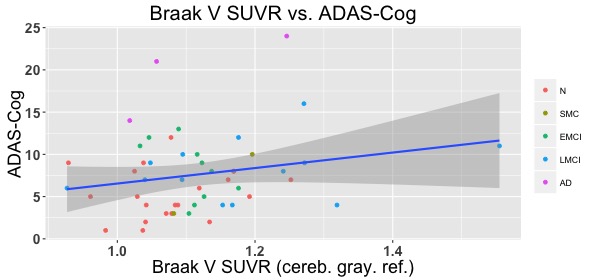 Braak V SUVR vs. ADAS-Cog
ADAS-Cog
25
20
15
10
5
0
1.0
1.2
1.4
Braak V SUVR (cereb. gray. ref.)
N
SMC
EMCI
LMCI
AD